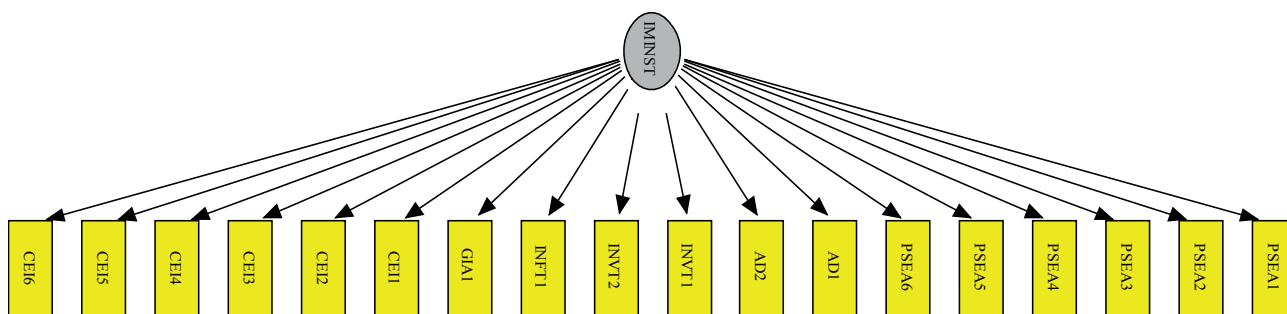 IMINST
CEI6
CEI5
CEI4
CEI3
CEI2
CEI1
GIA1
INFT1
INVT2
INVT1
AD2
AD1
PSEA6
PSEA5
PSEA4
PSEA3
PSEA2
PSEA1